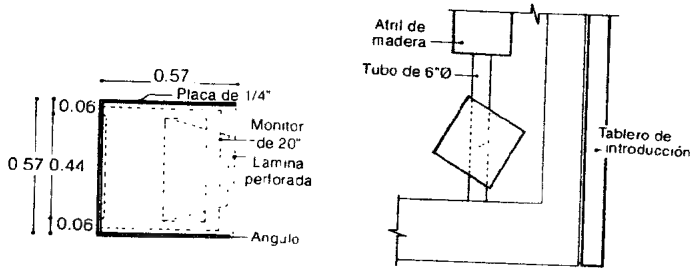 0.57
Placa de 1/4"
0.06
Monitor
de 20"
0.57
0.44
Lamina
perforada
0.06
Angulo
Atril de
madera
Tubo de 6"Ø
Tablero de
introducción